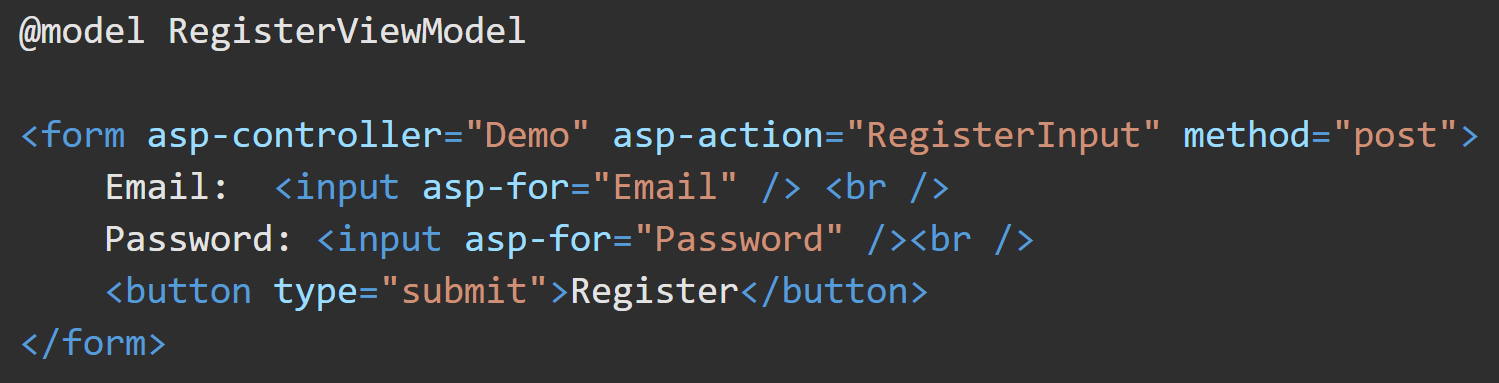 @model RegisterViewModel
<form asp-controller="Demo" asp-action="RegisterInput" method="post">
    Email:  <input asp-for="Email" /> <br />
    Password: <input asp-for="Password" /><br />
    <button type="submit">Register</button>
</form>